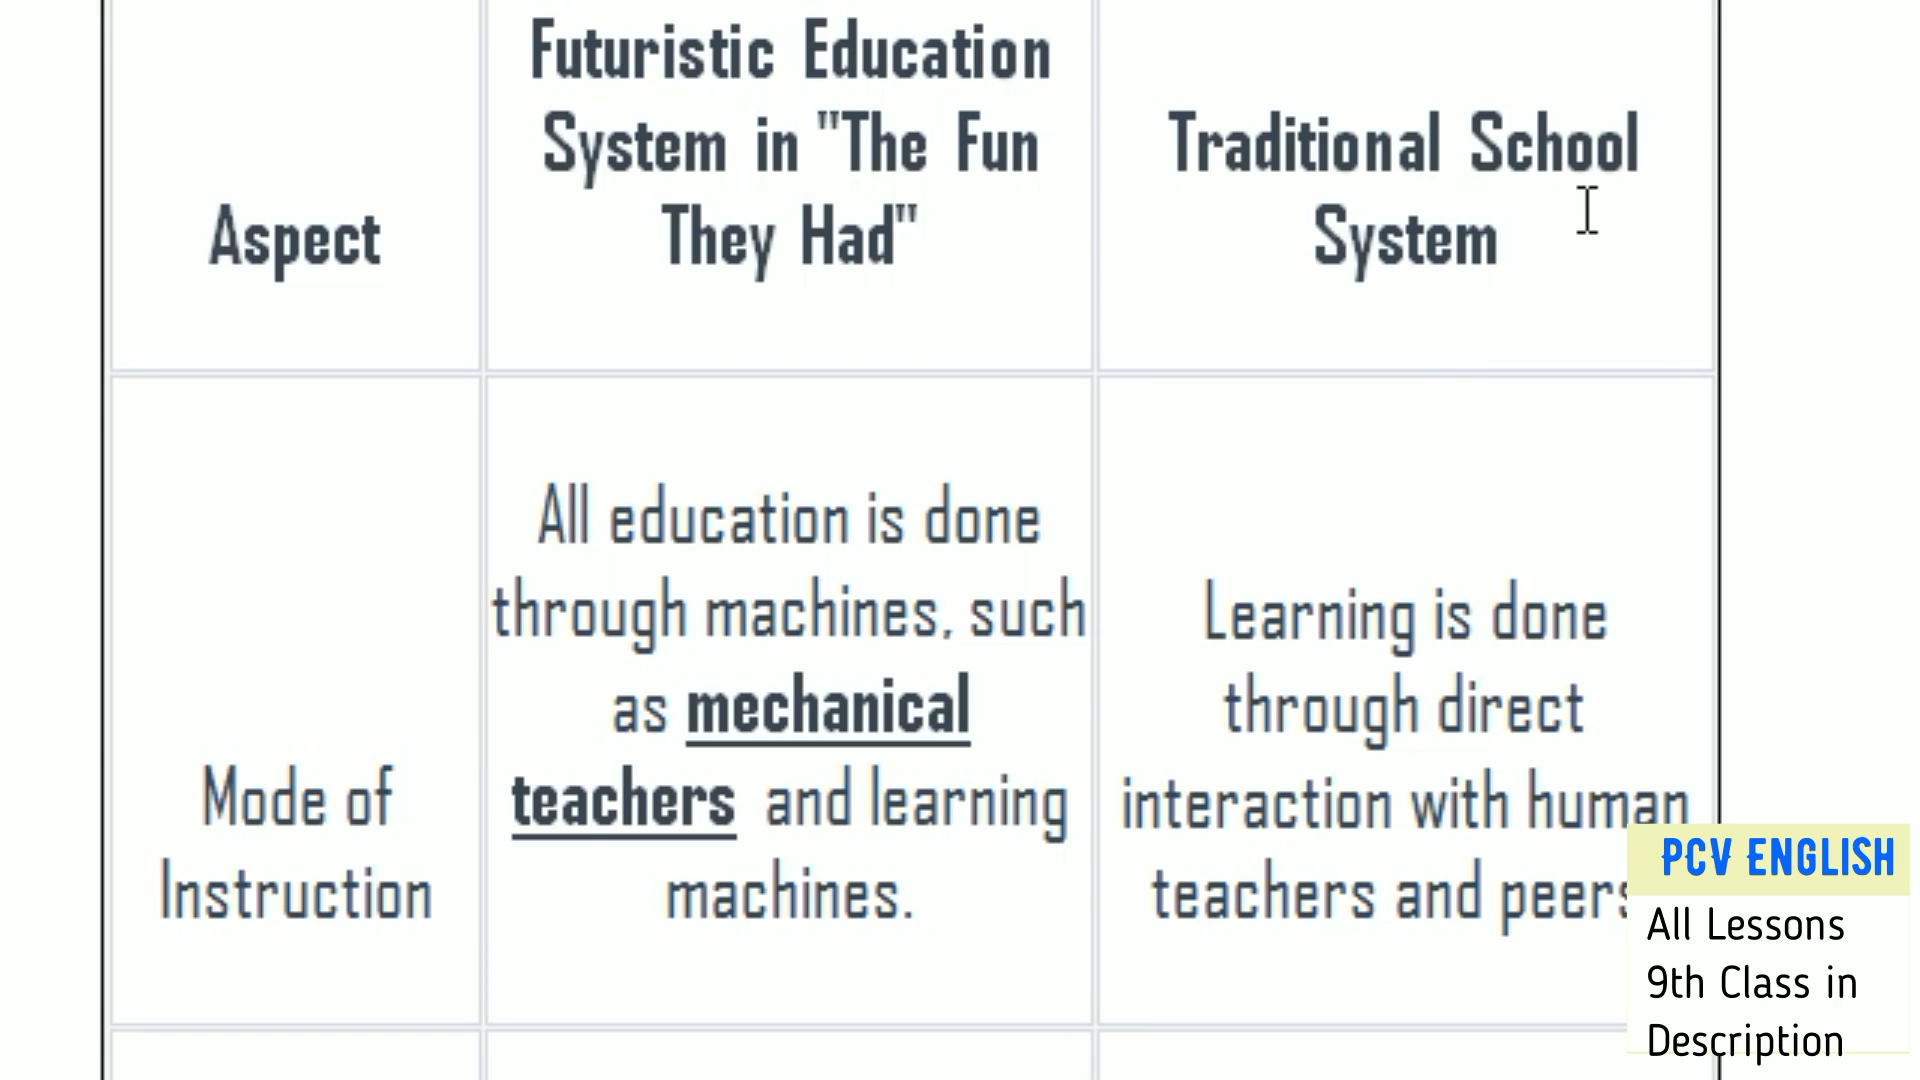 Aspect
Futuristic Education
System in "The Fun
They Had"
Traditional School
System
Mode of
Instruction
All education is done
through machines, such
as mechanical
teachers and learning
machines.
Learning is done
through direct
interaction with human
teachers and peers
PCV ENGLISH
All Lessons
9th Class in
Description